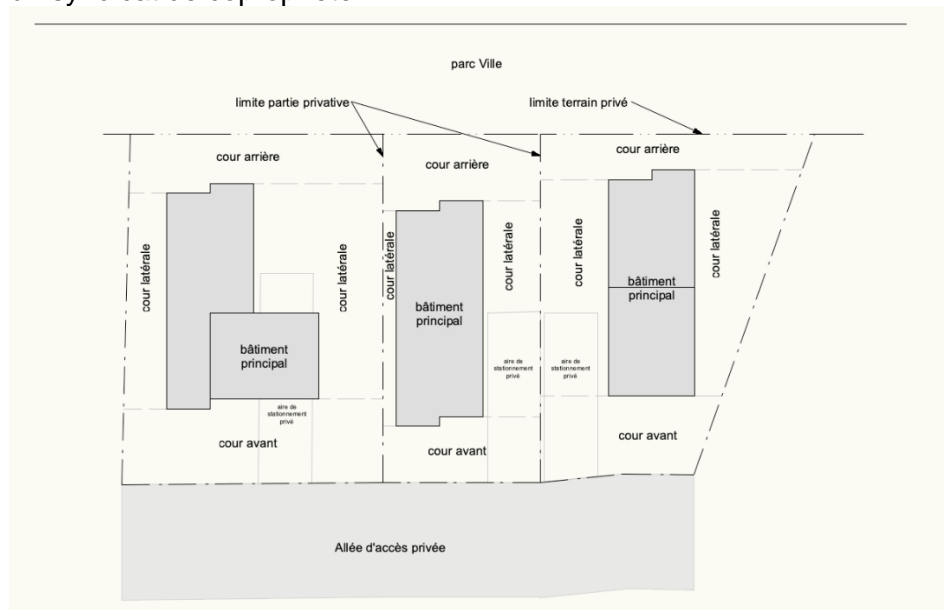 parc Ville
limite partie privative
limite terrain privé
cour arrière
cour arrière
cour arrière
cour latérale
cour latérale
cour latérale
cour latérale
cour latérale
cour latérale
bâtiment
principal
bâtiment
principal
bâtiment
principal
aire de
stationnement
privé
aire de
stationnement
privé
aire de
stationnement
privé
cour avant
cour avant
cour avant
Allée d'accès privée